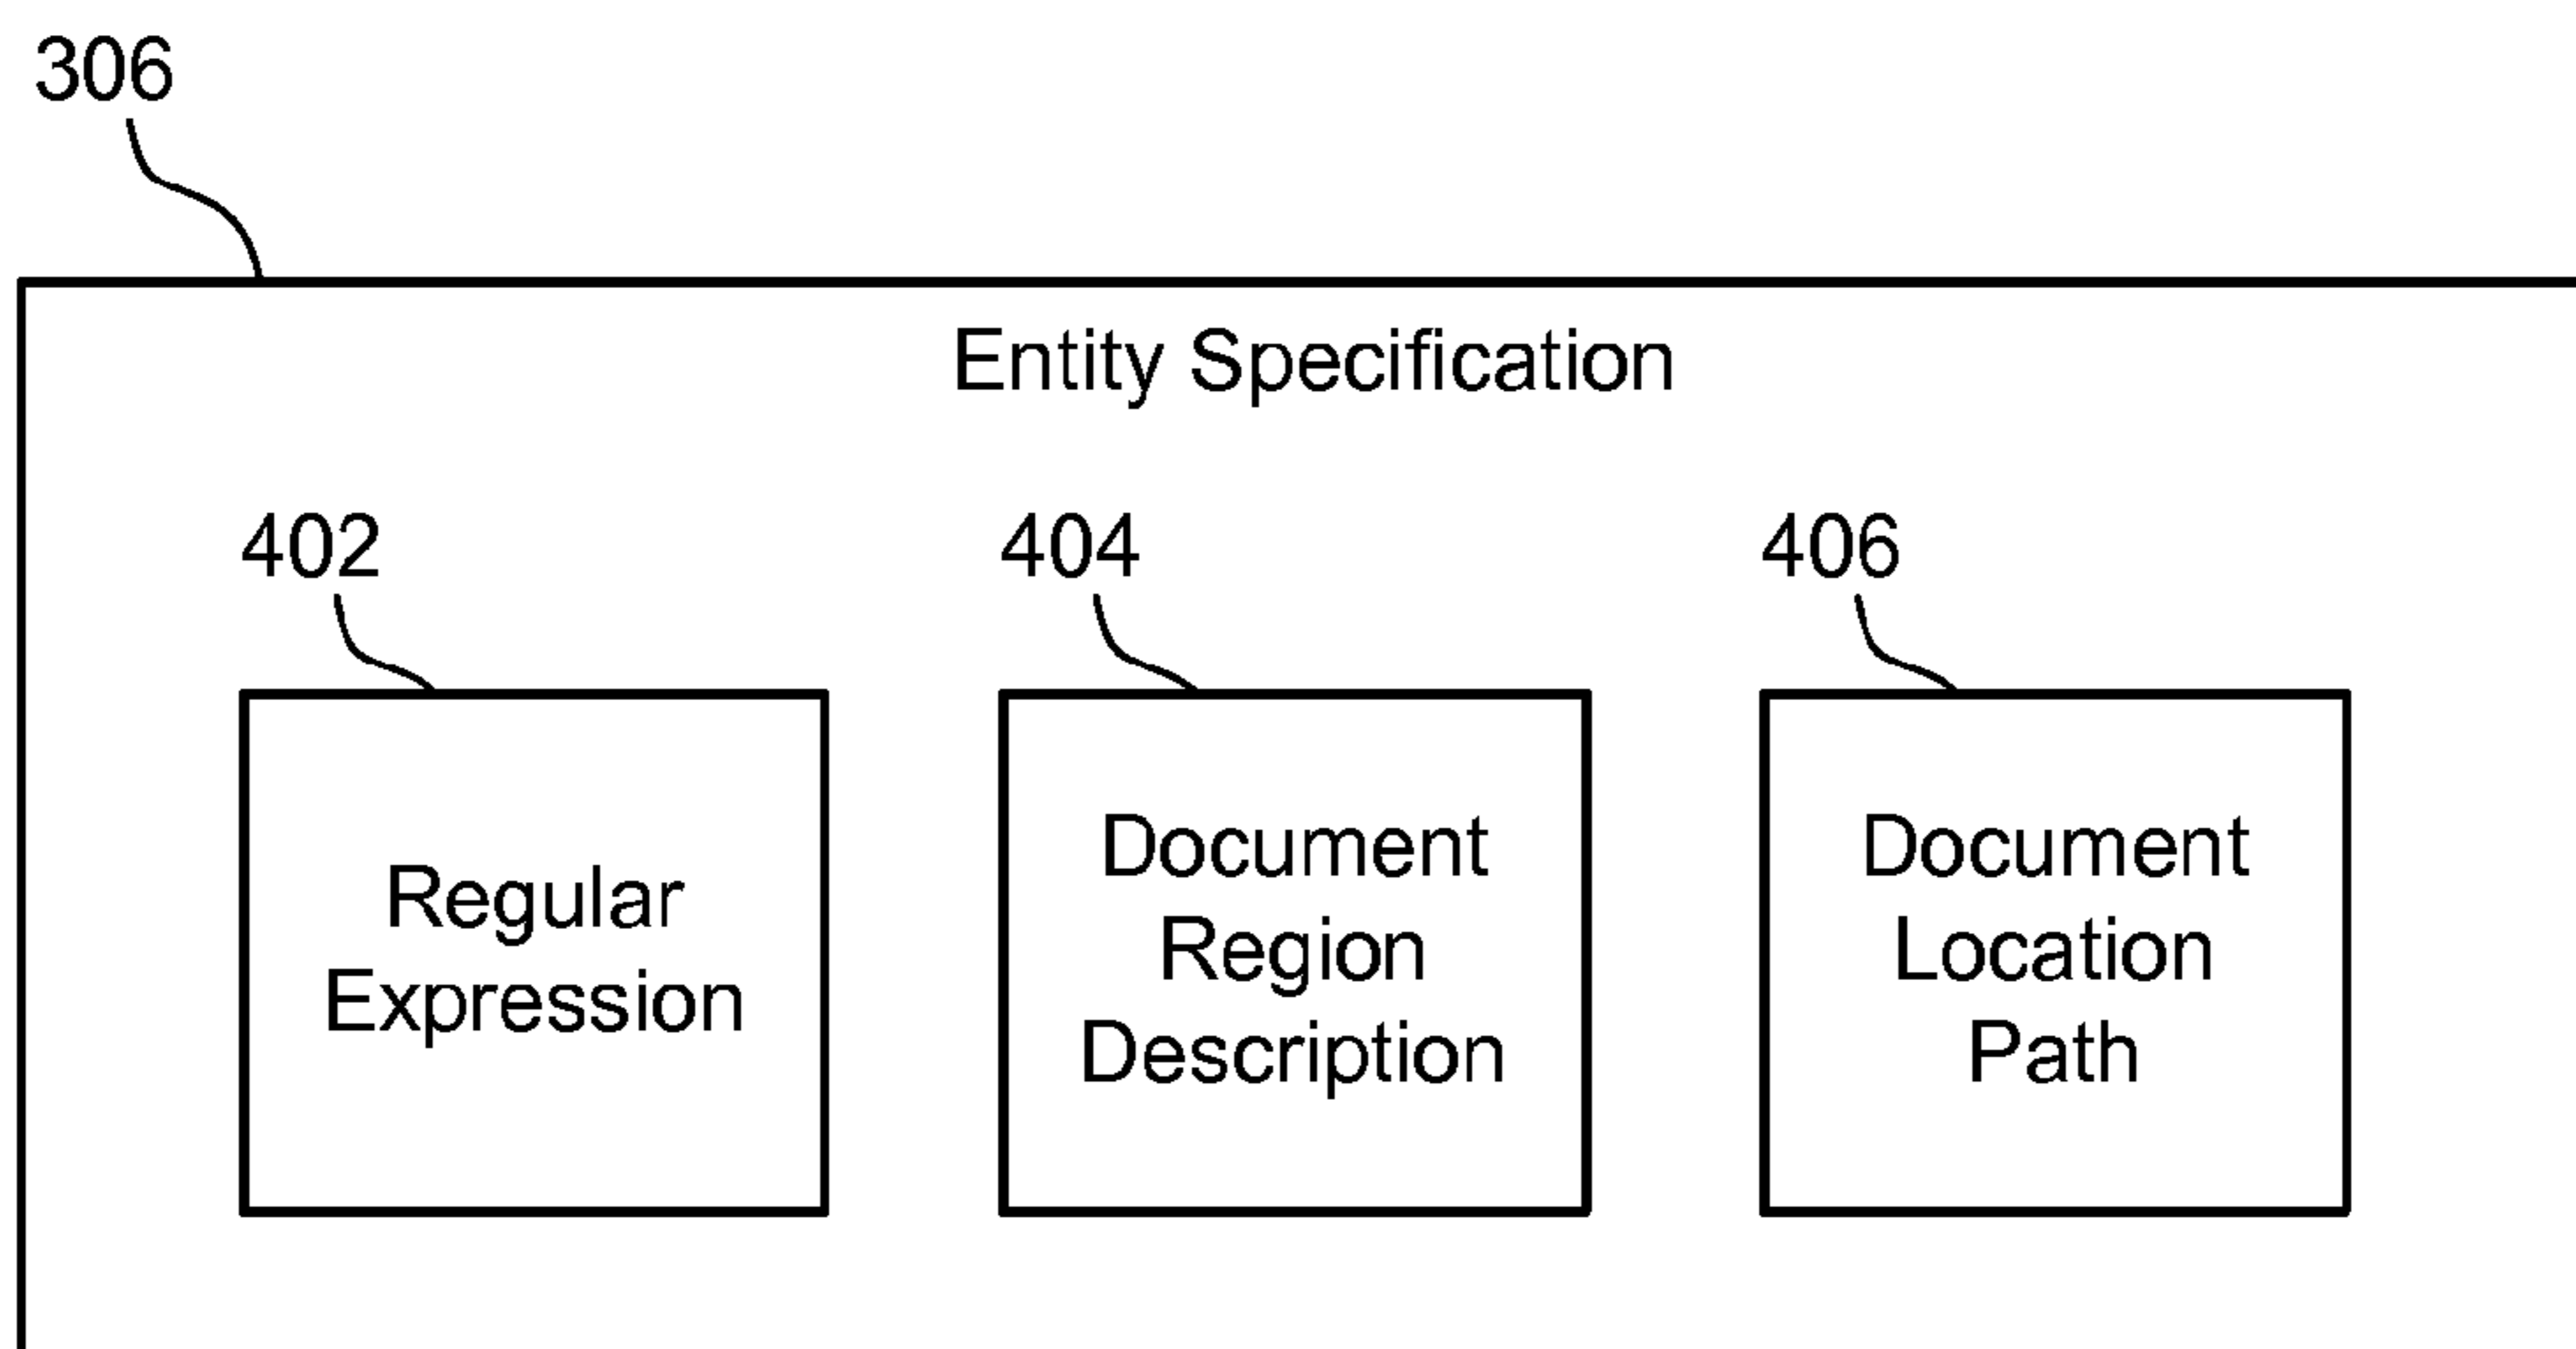 306
Entity Specification
402
404
406
Regular
Expression
Document
Region
Description
Document
Location
Path